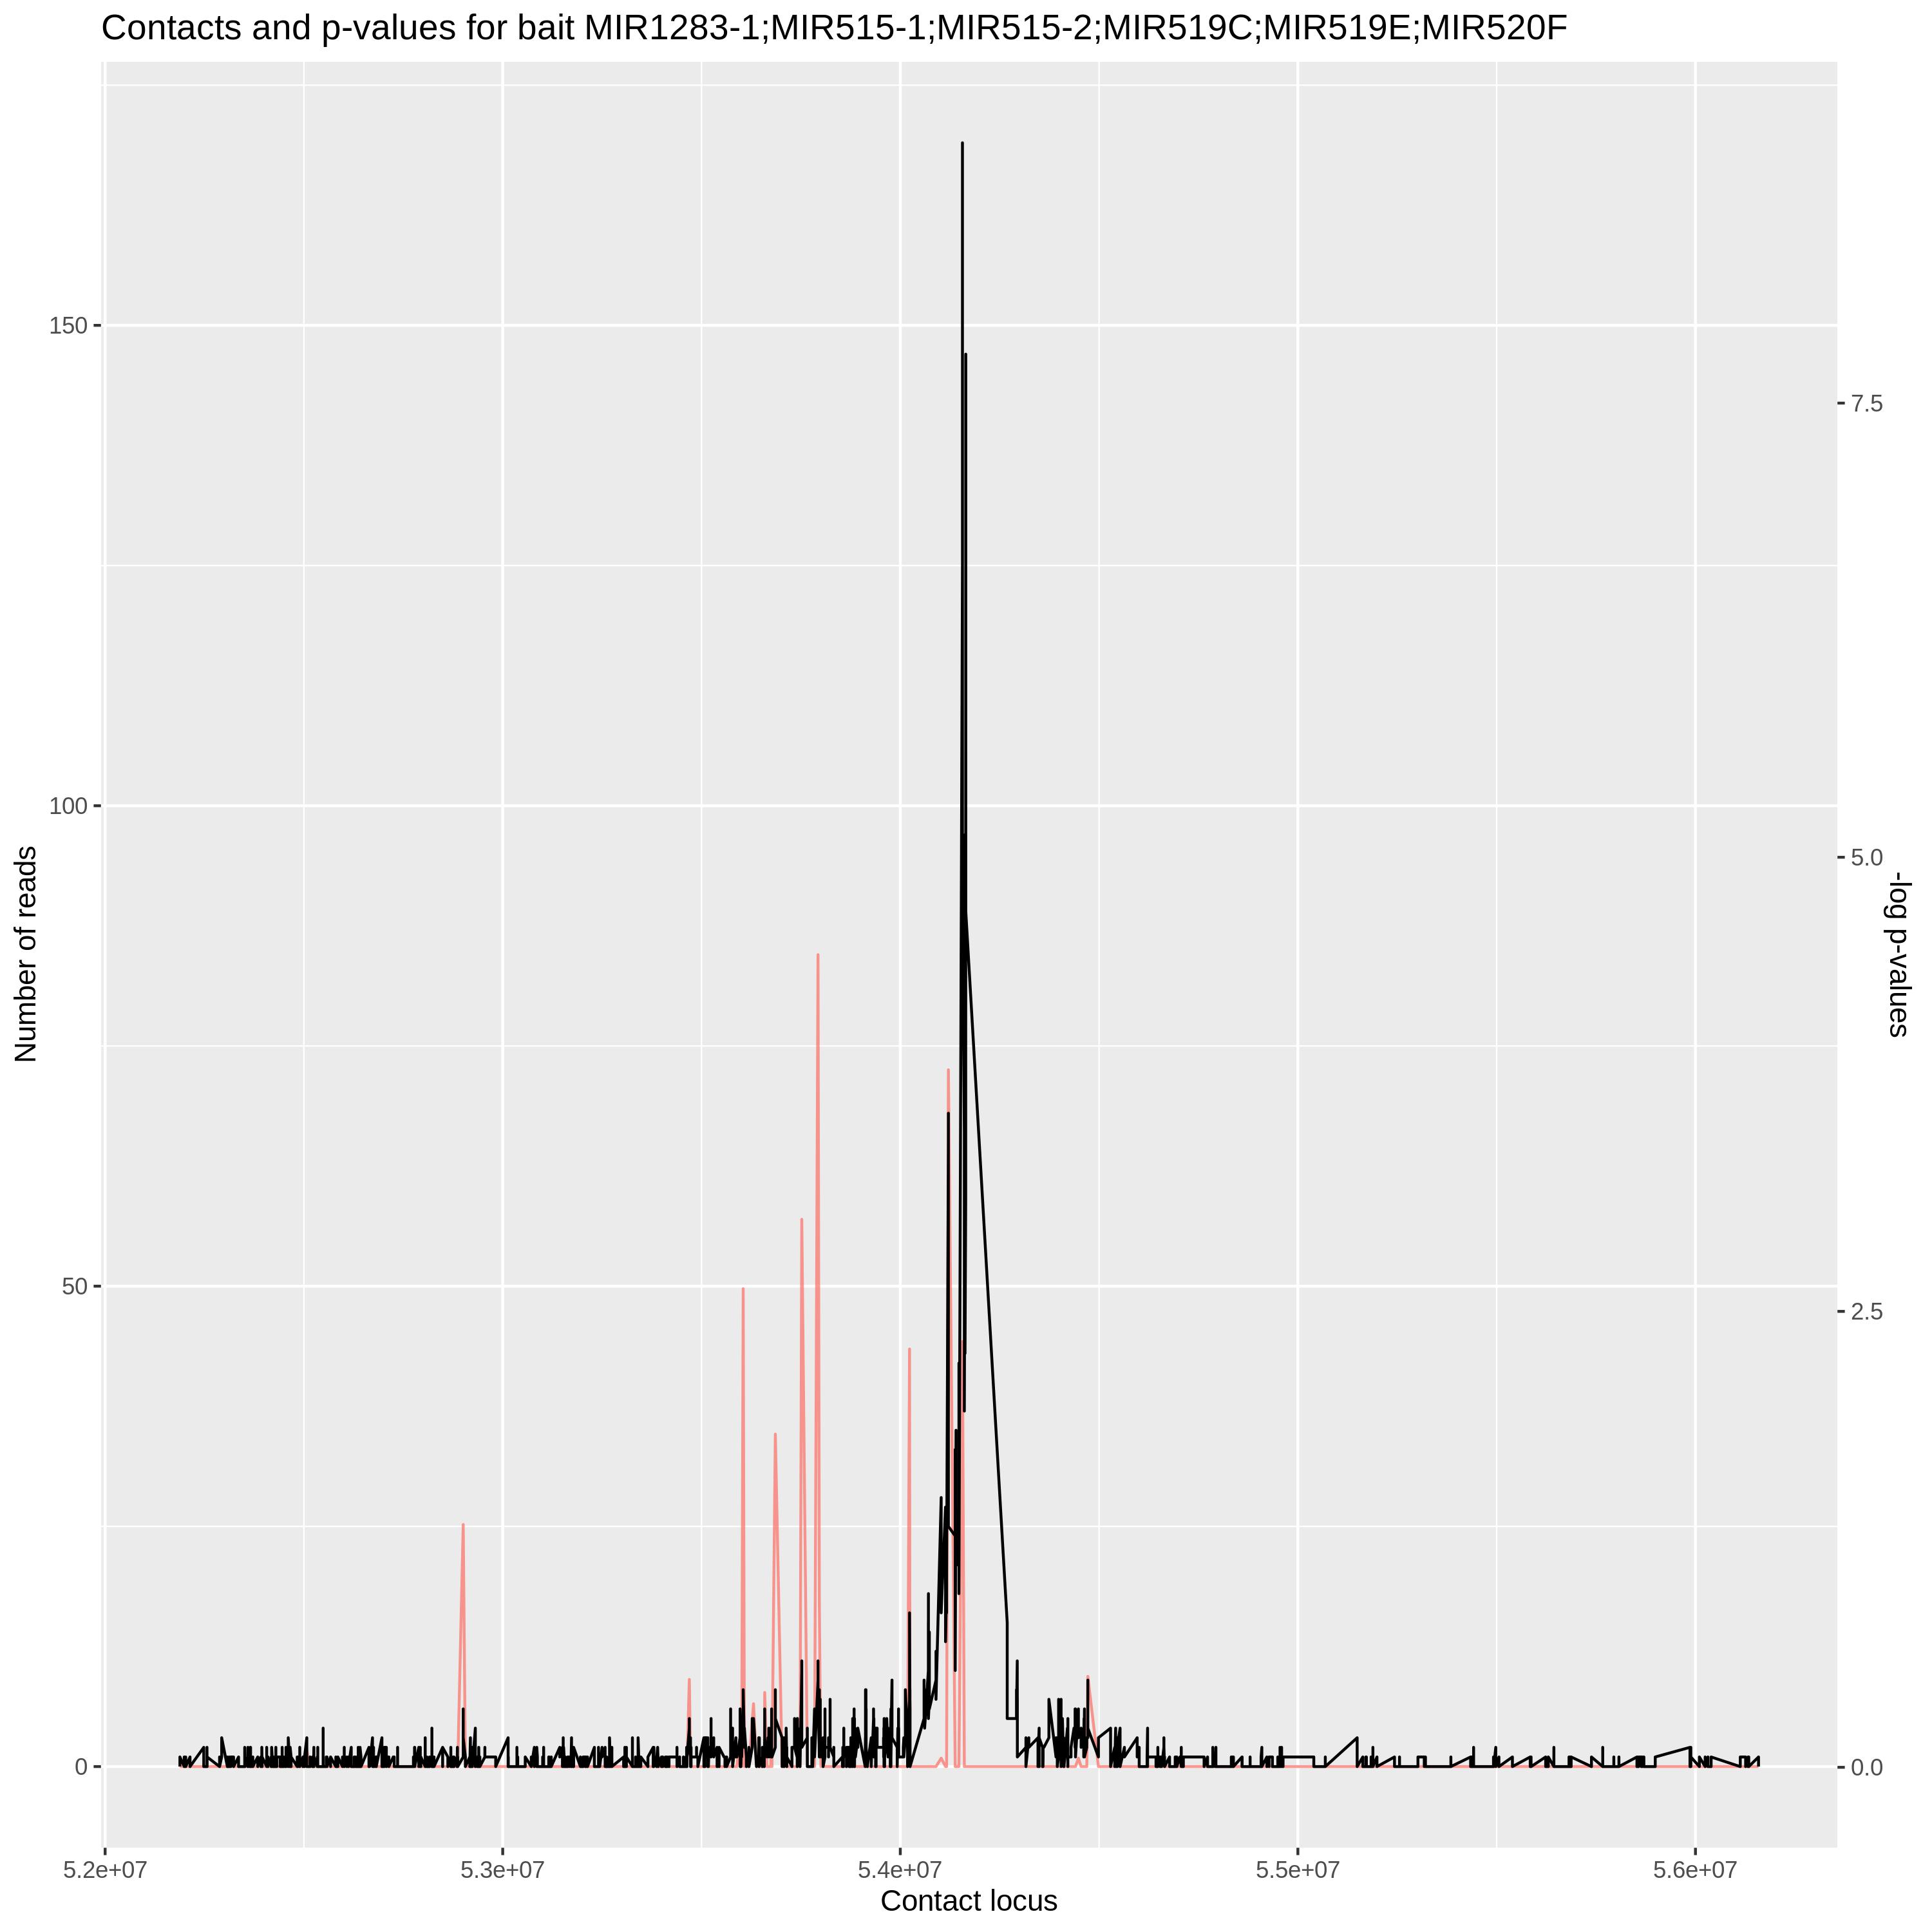 Contacts and p-values for bait MIR1283-1;MIR515-1;MIR515-2;MIR519C;MIR519E;MIR520F
150
100
50
0
Number of reads
7.5
5.0
2.5
0.0
-log p-values
5.2e+07
5.3e+07
5.4e+07
5.5e+07
5.6e+07
Contact locus